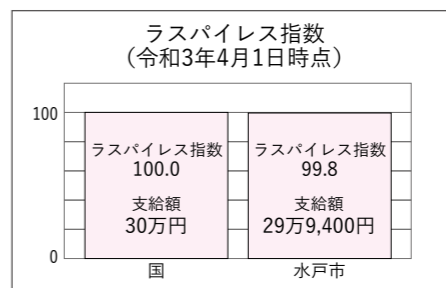 ラスパイレス指数
（令和3年4月1日時点）
100
ラスパイレス指数
100.0
支給額
30万円
ラスパイレス指数
99.8
支給額
29万9,400円
0
国
水戸市